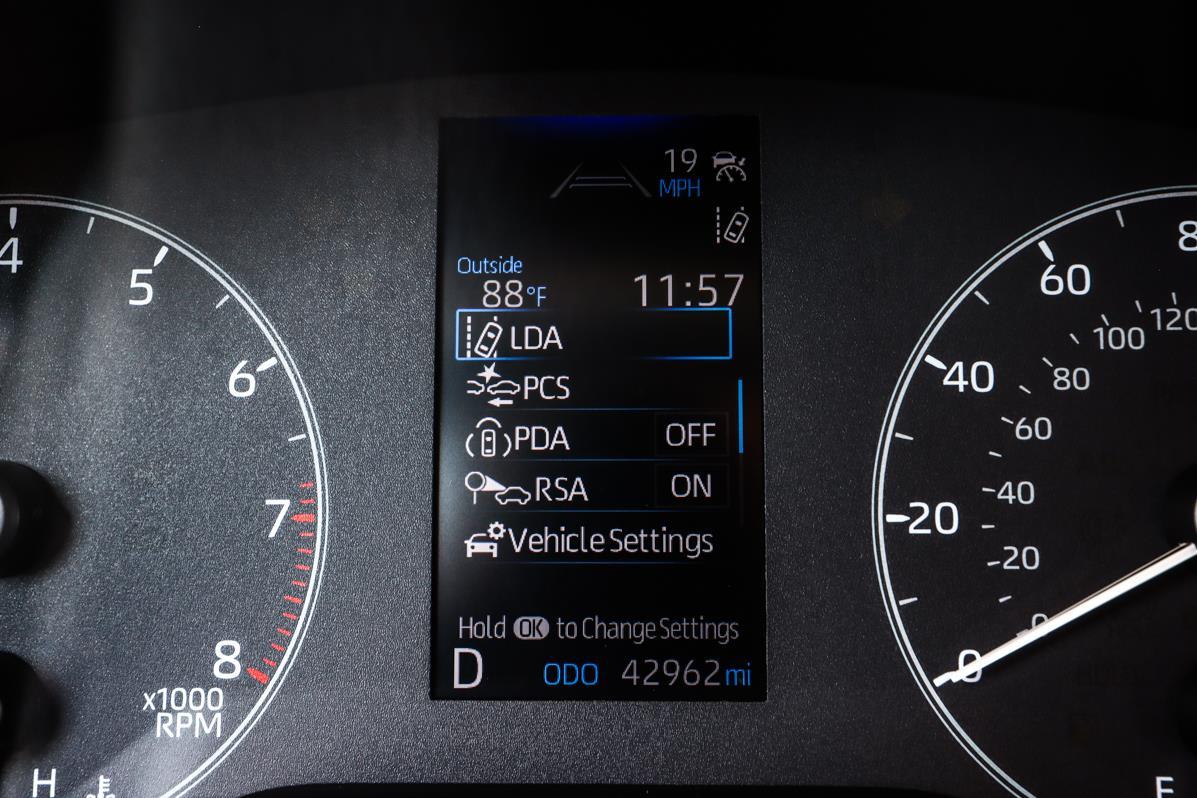 19
MPH
Outside
88°F 11:57
LDA
PCS
PDA OFF
RSA ON
Vehicle Settings
Hold OK to Change Settings
D ODO 42962 mi
4
5
6
7
8
x1000
RPM
H
8
60
40
20
0
120
100
80
60
40
20
0